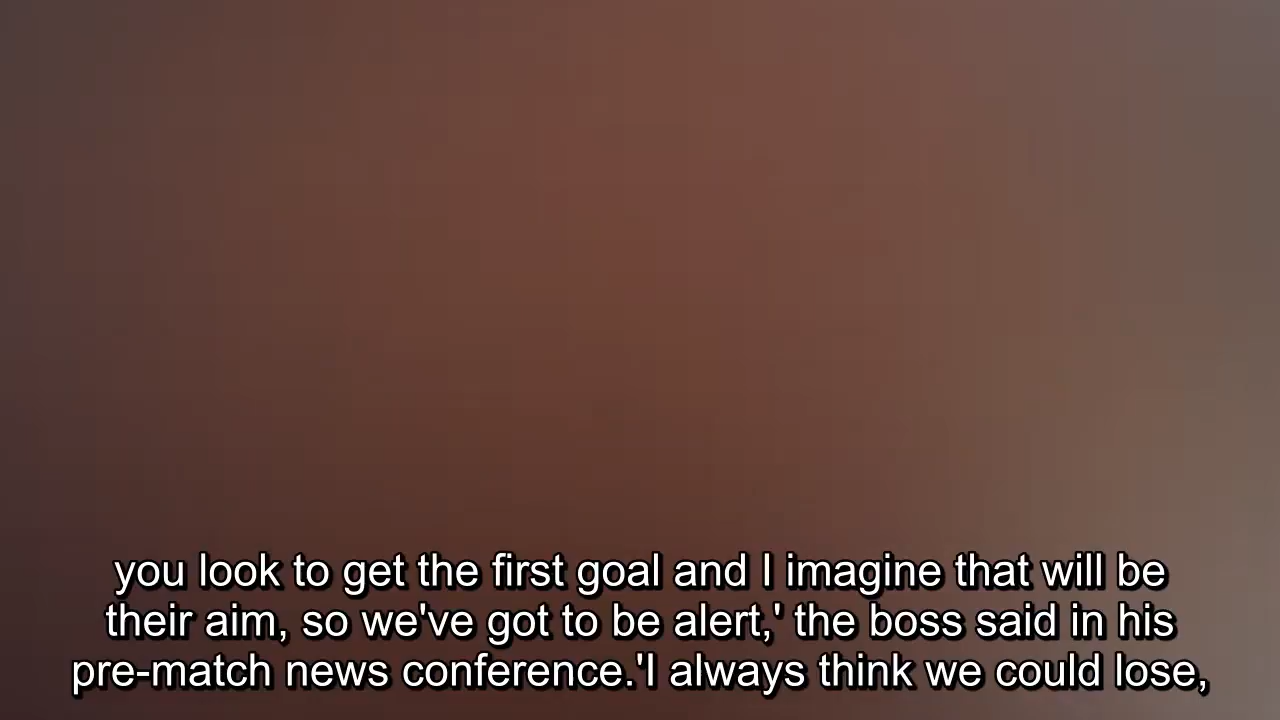 you look to get the first goal and I imagine that will be
their aim, so we've got to be alert,' the boss said in his
pre-match news conference.'I always think we could lose,